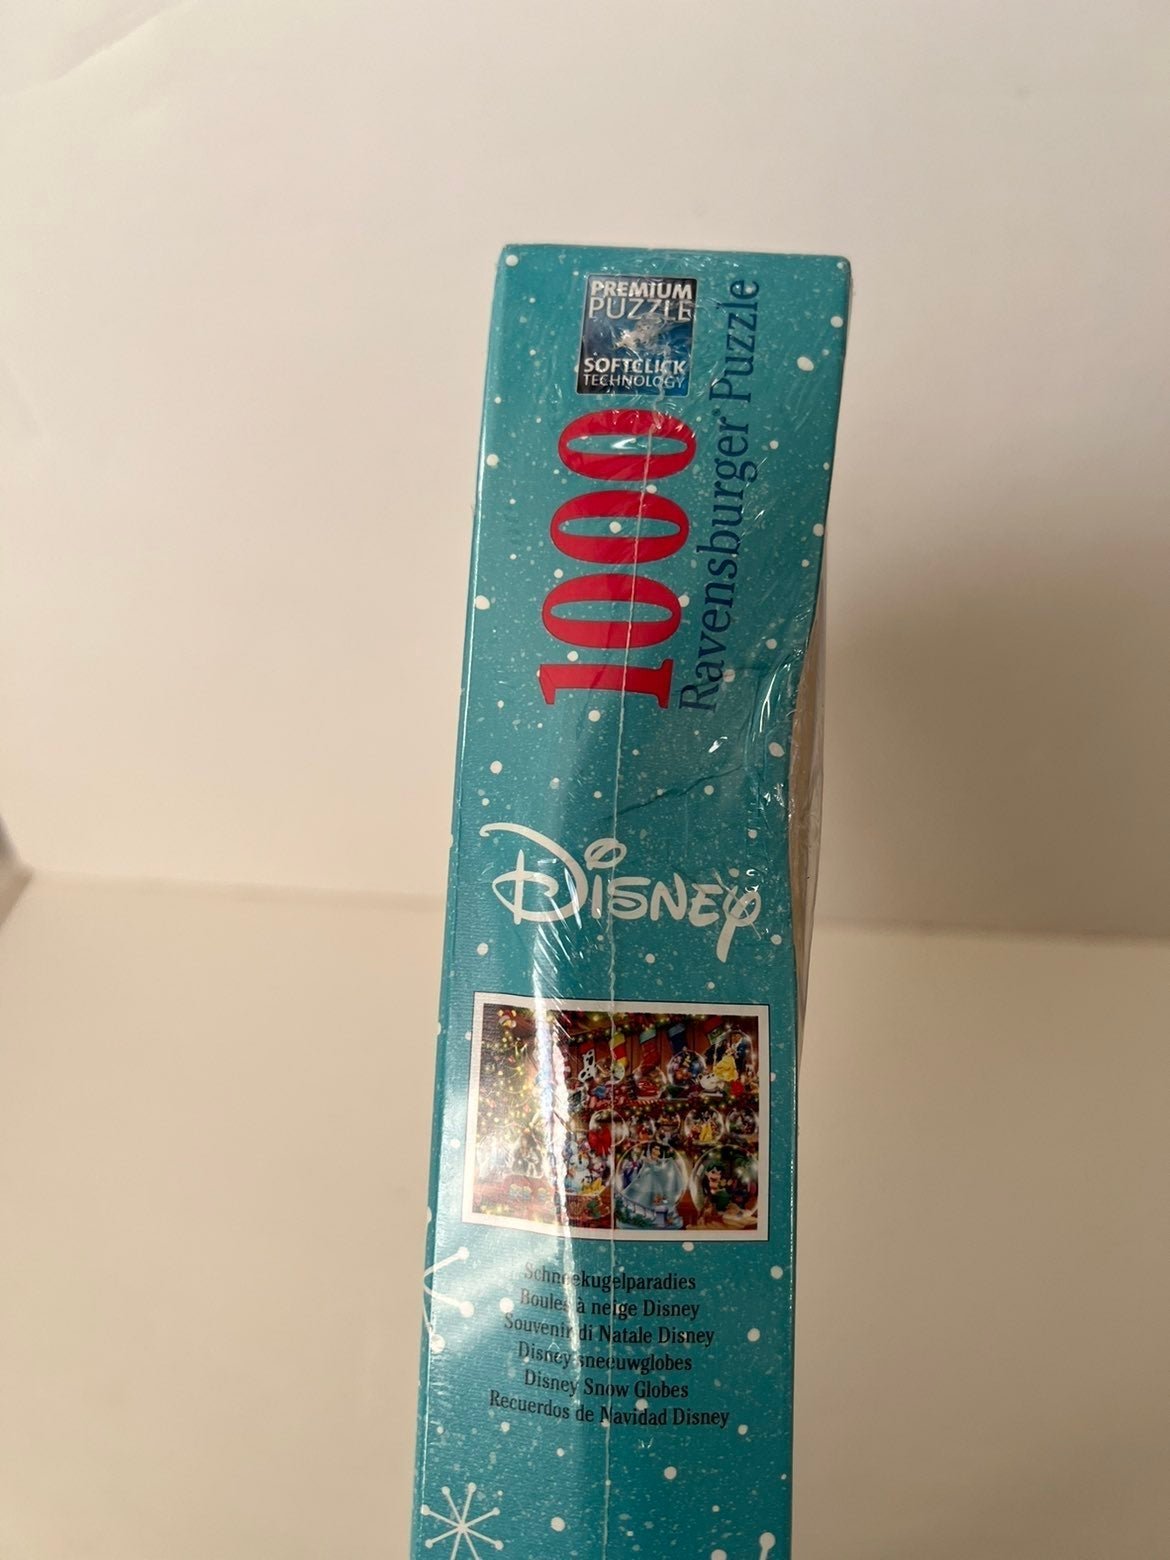 PREMIUM
PUZZLE
SOFTCLICK
TECHNOLOGY
1000
Ravensburger® Puzzle
Disney
Schneekugelparadies
Boules à neige Disney
Souvenir di Natale Disney
Disney sneeuwglobes
Disney Snow Globes
Recuerdos de Navidad Disney